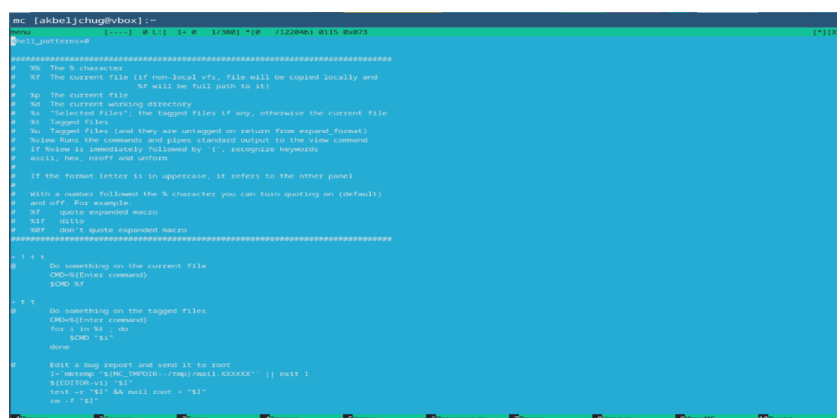 mc [akbeljchug@vbox]:~
menu [----] 0 L:[ 1+ 0 1/380] *(0 /12204b) 0115 0x073 [*][X
shell_patterns=0
##############################################################################
# %% The % character
# %f The current file (if non-local vfs, file will be copied locally and
# %f will be full path to it)
# %p The current file
# %d The current working directory
# %s "Selected files"; the tagged files if any, otherwise the current file
# %t Tagged files
# %u Tagged files (and they are untagged on return from expand_format)
# %view Runs the commands and pipes standard output to the view command
# If %view is immediately followed by '{', recognize keywords
# ascii, hex, nroff and unform
#
# If the format letter is in uppercase, it refers to the other panel
#
# With a number followed the % character you can turn quoting on (default)
# and off. For example:
# %f quote expanded macro
# %1f ditto
# %0f don't quote expanded macro
##############################################################################
+ ! t t
@ Do something on the current file
CMD=%{Enter command}
$CMD %f
+ t t
@ Do something on the tagged files
CMD=%{Enter command}
for i in %t ; do
$CMD "$i"
done
0 Edit a bug report and send it to root
I=`mktemp "${MC_TMPDIR:-/tmp}/mail.XXXXXX"` || exit 1
${EDITOR-vi} "$I"
test -r "$I" && mail root < "$I"
rm -f "$I"